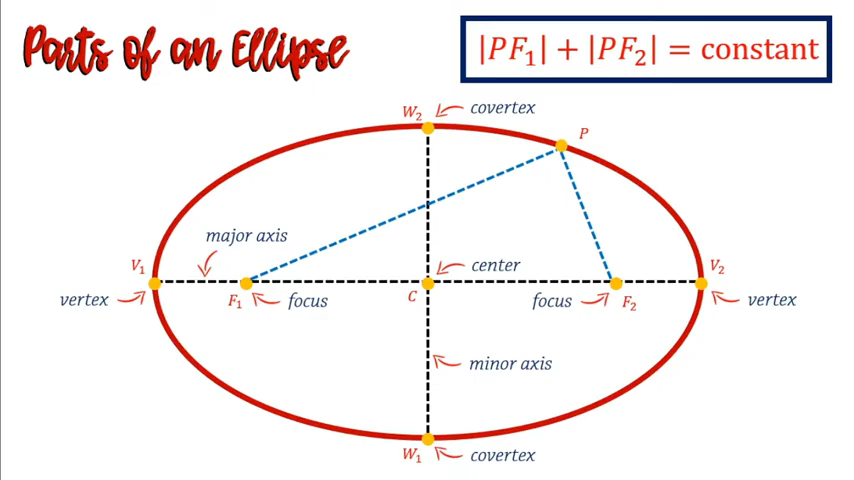 Parts of an Ellipse
|PF₁| + |PF₂| = constant
W₂
covertex
P
major axis
V₁
center
V₂
vertex
F₁
focus
C
focus
F₂
vertex
minor axis
W₁
covertex